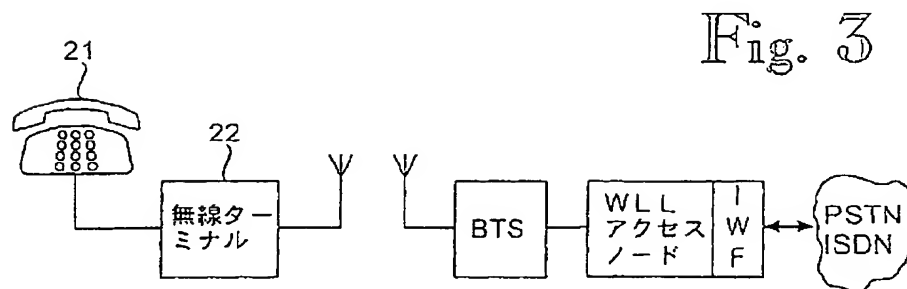 Fig. 3
21
22
無線ター
ミナル
BTS
WLL
アクセス
ノード
IWF
PSTN
ISDN